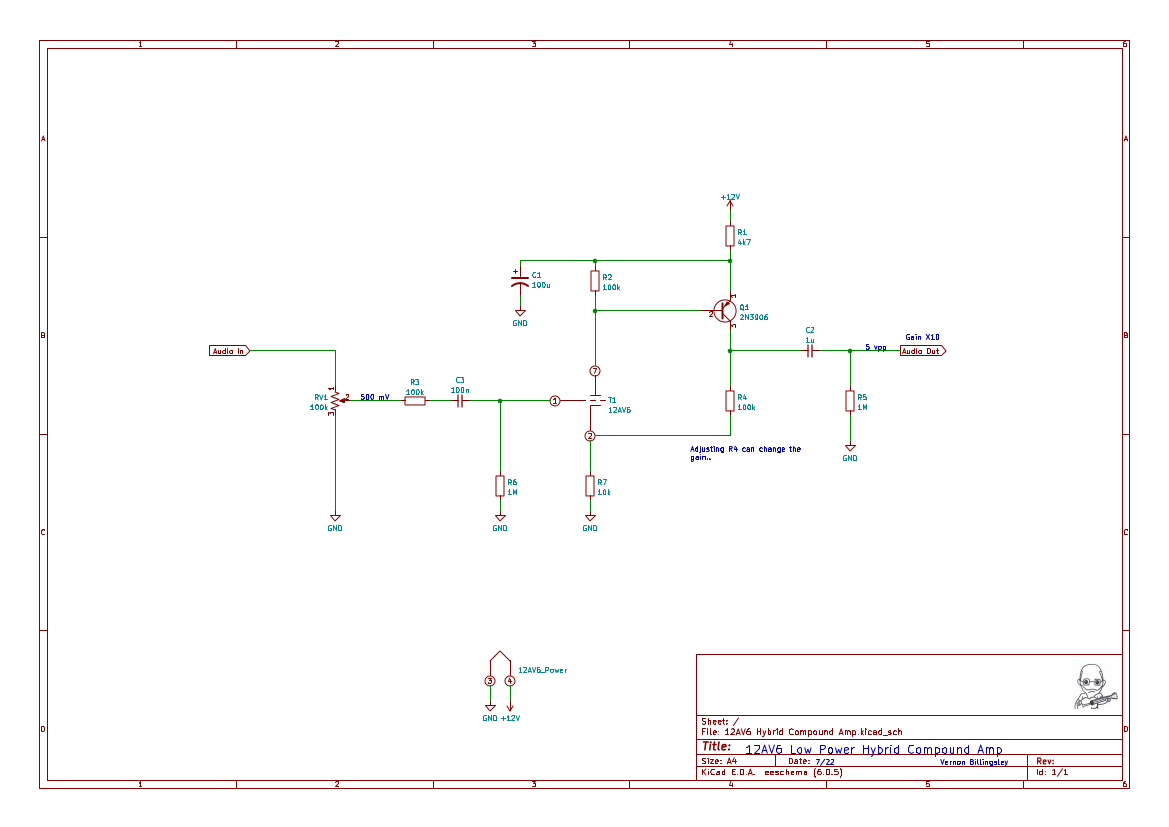 1 2 3 4 5 6
A A
+12V
R1
4k7
B B
+
C1
100u
GND
R2
100k
1
2
3
Q1
2N3906
C2
1u
Gain X10
5 vpp
Audio Out
Audio In
7
RV1
100k
1
2
3
500 mV
R3
100k
C3
100n
1
T1
12AV6
2
R4
100k
R5
1M
GND
Adjusting R4 can change the
gain..
R6
1M
R7
10k
GND
GND
GND
C C
12AV6_Power
3
4
GND +12V
D D
Sheet: /
File: 12AV6 Hybrid Compound Amp.kicad_sch
Title: 12AV6 Low Power Hybrid Compound Amp
Size: A4 Date: 7/22 Vernon Billingsley Rev:
KiCad E.D.A. eeschema (6.0.5) Id: 1/1
1 2 3 4 5 6